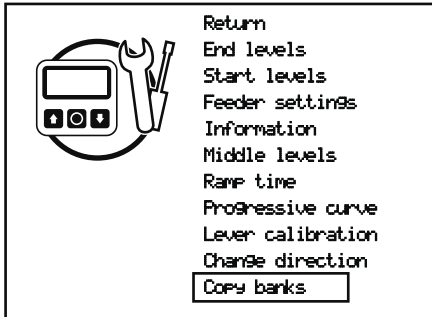 Return
End levels
Start levels
Feeder settings
Information
Middle levels
Ramp time
Progressive curve
Lever calibration
Change direction
Copy banks